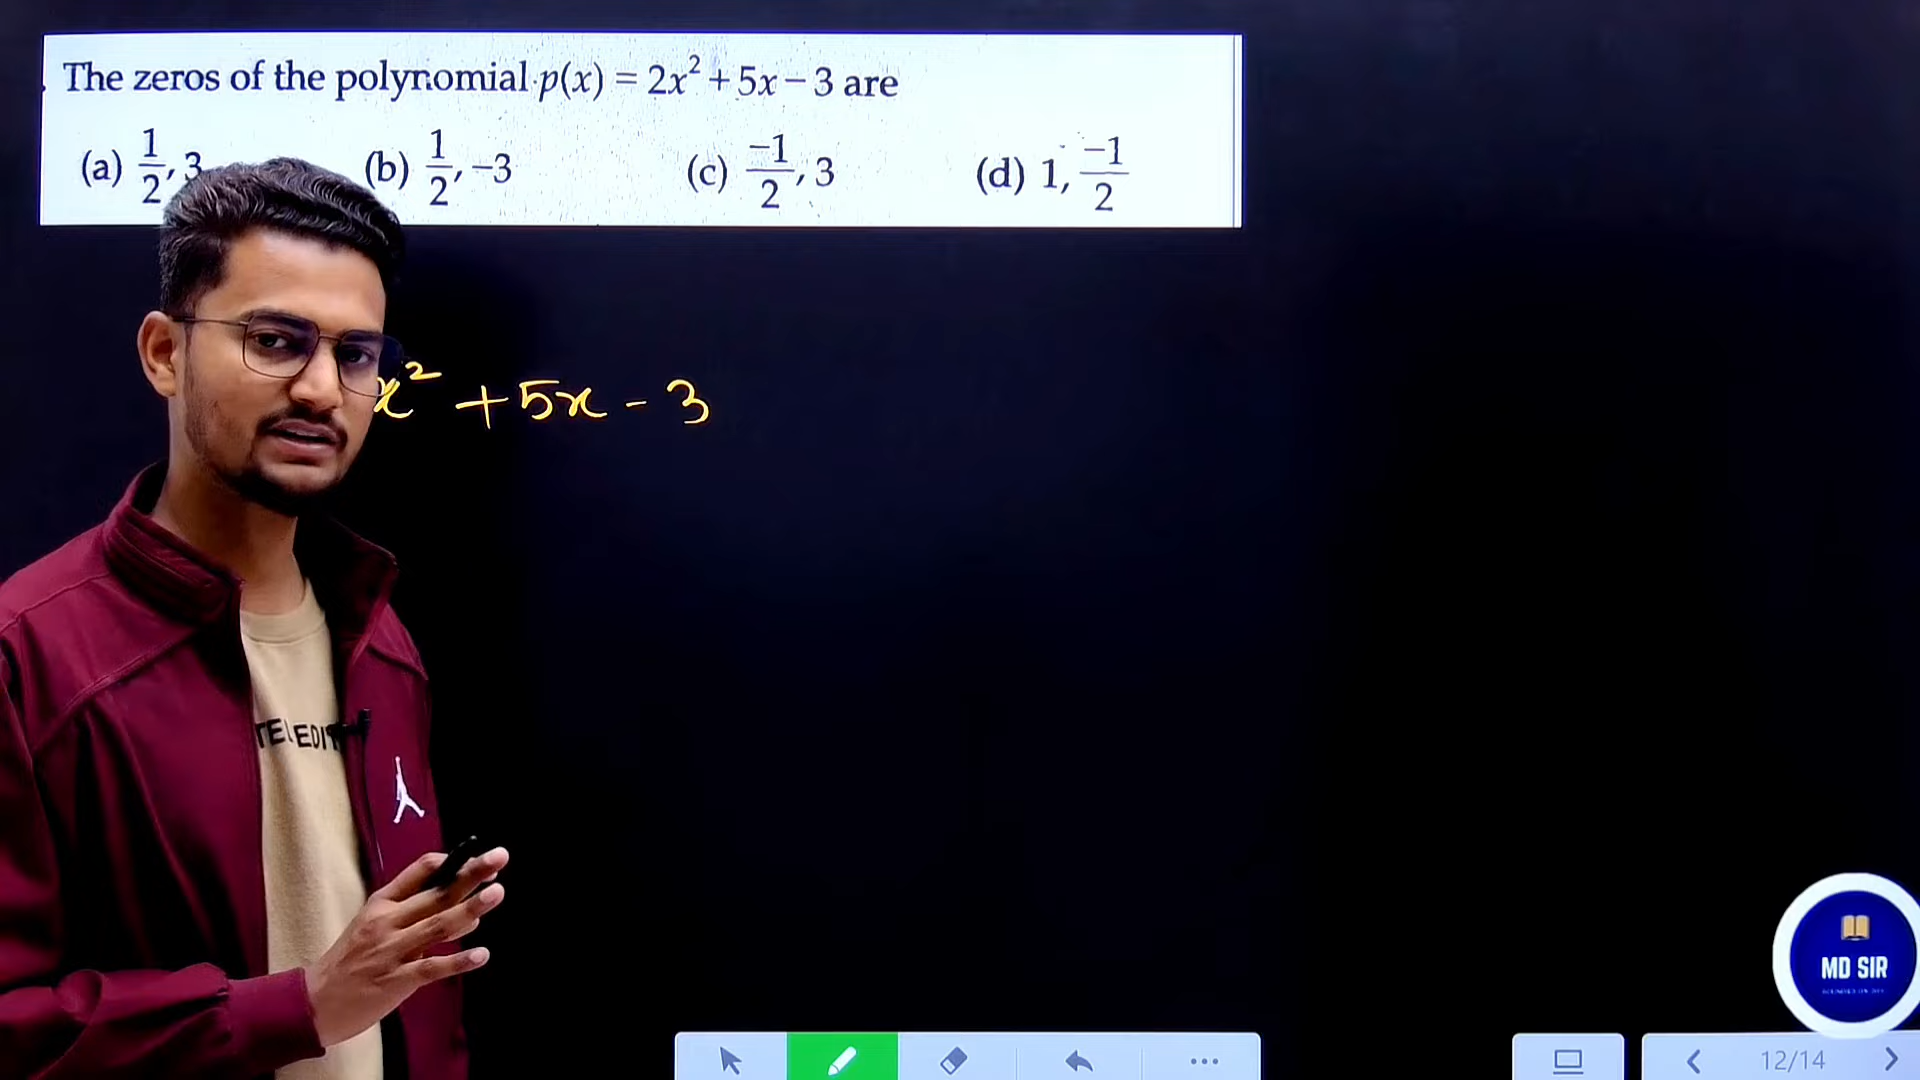 The zeros of the polynomial p(x) = 2x² + 5x − 3 are
(a) 1/2, 3 (b) 1/2, −3 (c) −1/2, 3 (d) 1, −1/2
x² + 5x - 3
MD SIR
12/14